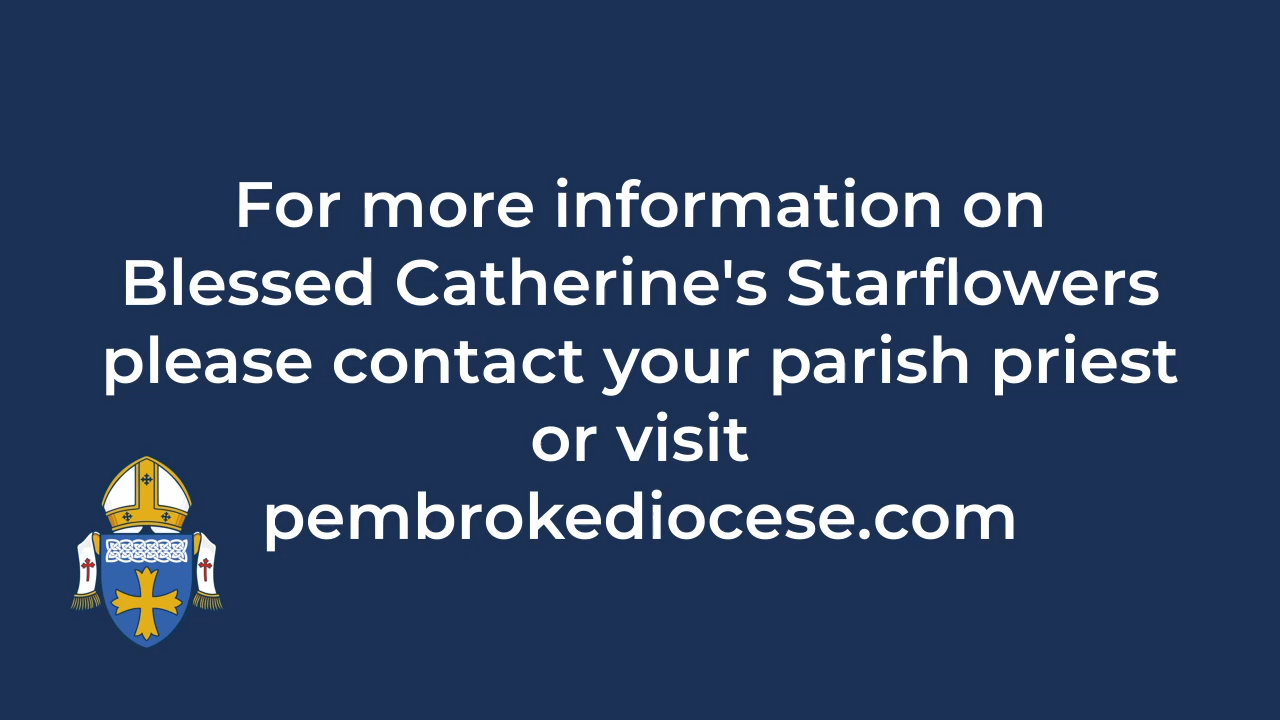 For more information on
Blessed Catherine's Starflowers
please contact your parish priest
or visit
pembrokediocese.com